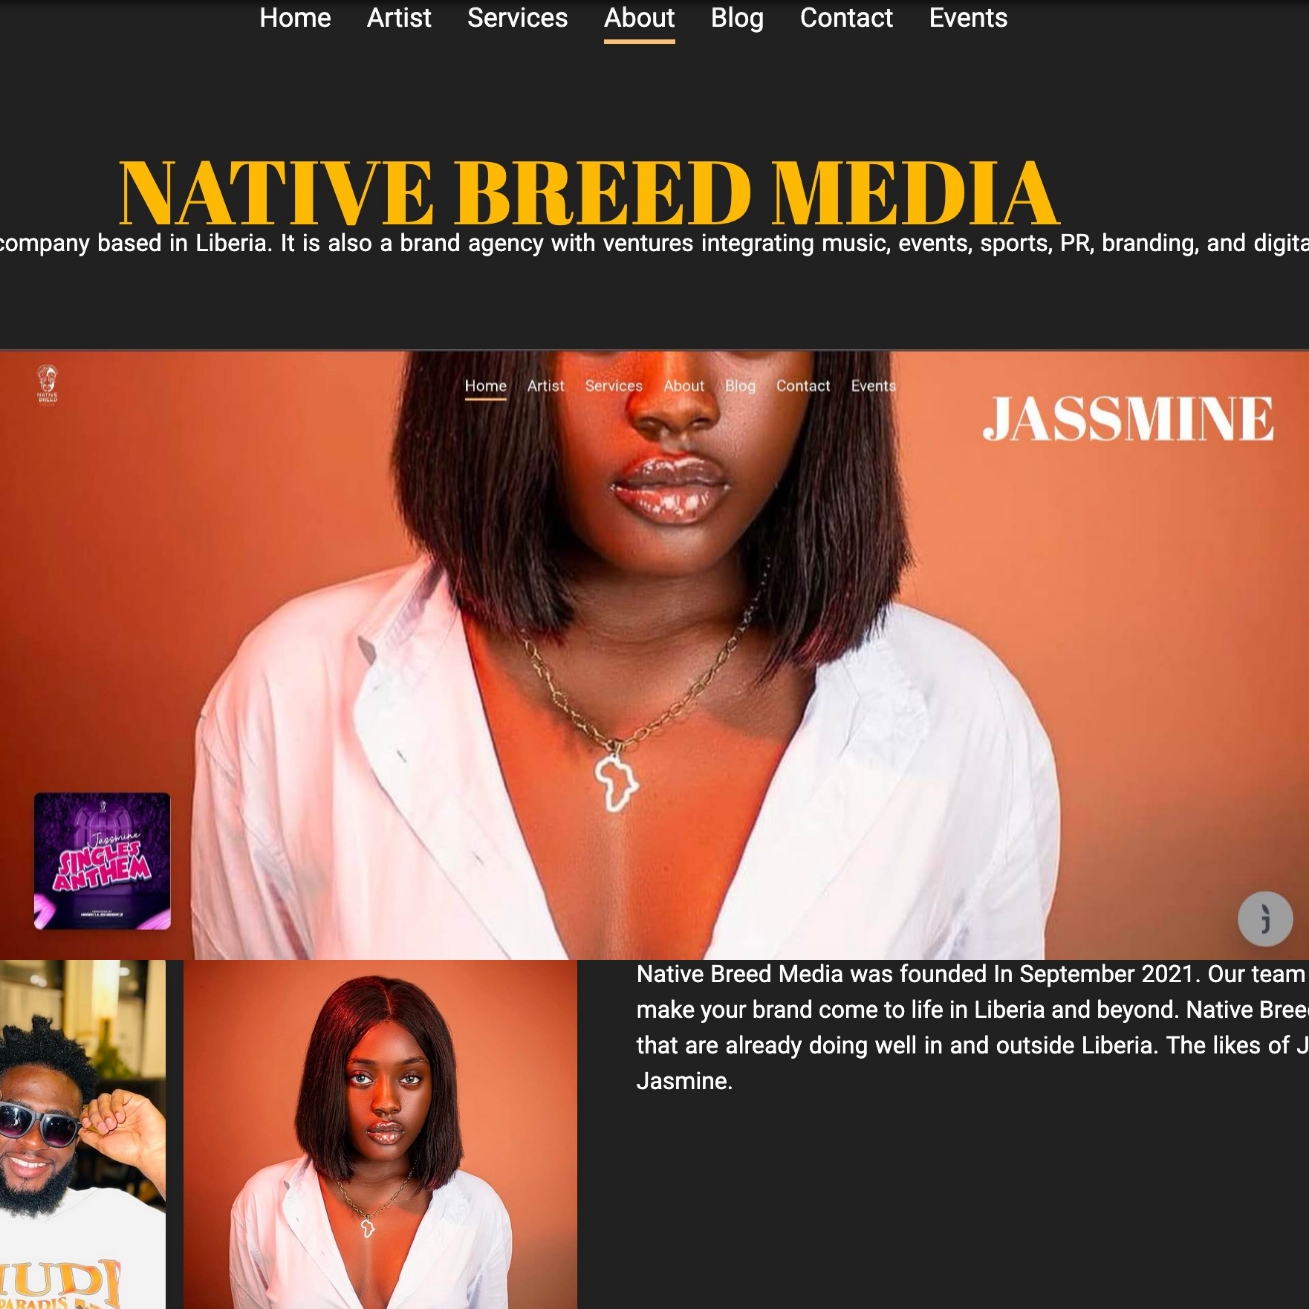 Home Artist Services About Blog Contact Events
NATIVE BREED MEDIA
company based in Liberia. It is also a brand agency with ventures integrating music, events, sports, PR, branding, and digita
Home Artist Services About Blog Contact Events
NATIVE
BREED
JASSMINE
Jassmine
SINGLES
ANTHEM
Native Breed Media was founded In September 2021. Our team
make your brand come to life in Liberia and beyond. Native Bree
that are already doing well in and outside Liberia. The likes of J
Jasmine.
PARADIS